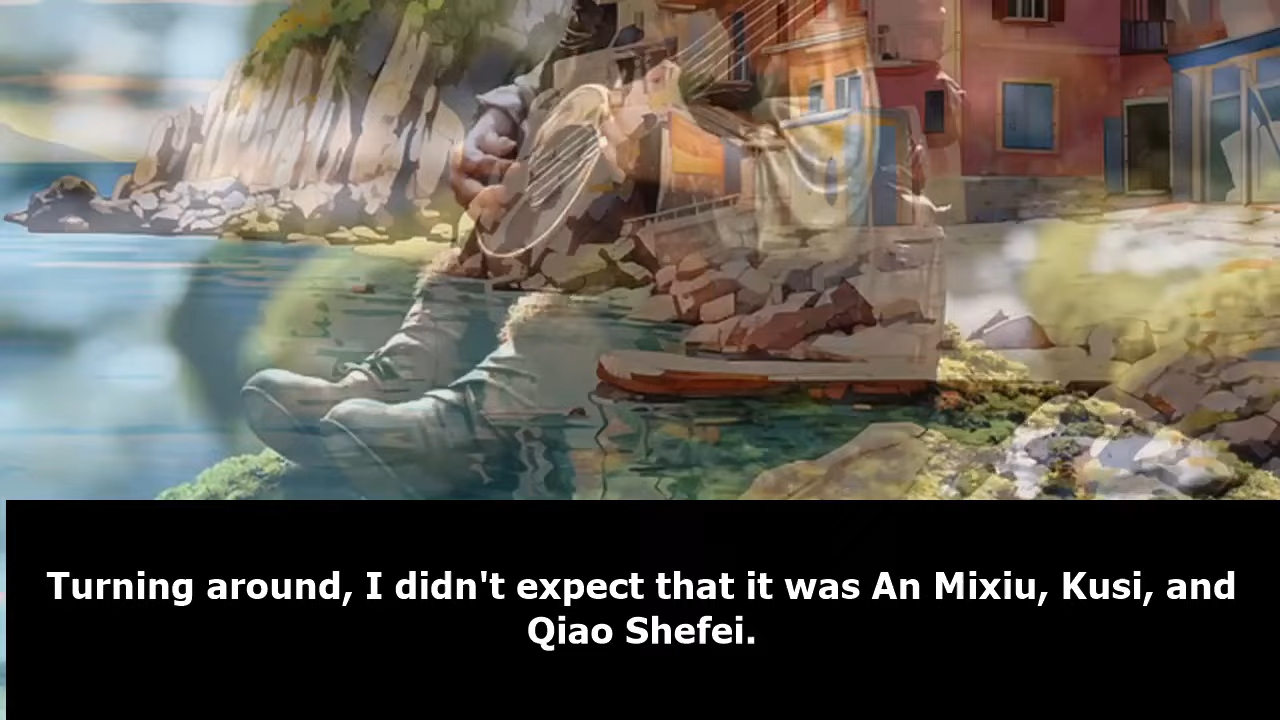 Turning around, I didn't expect that it was An Mixiu, Kusi, and
Qiao Shefei.